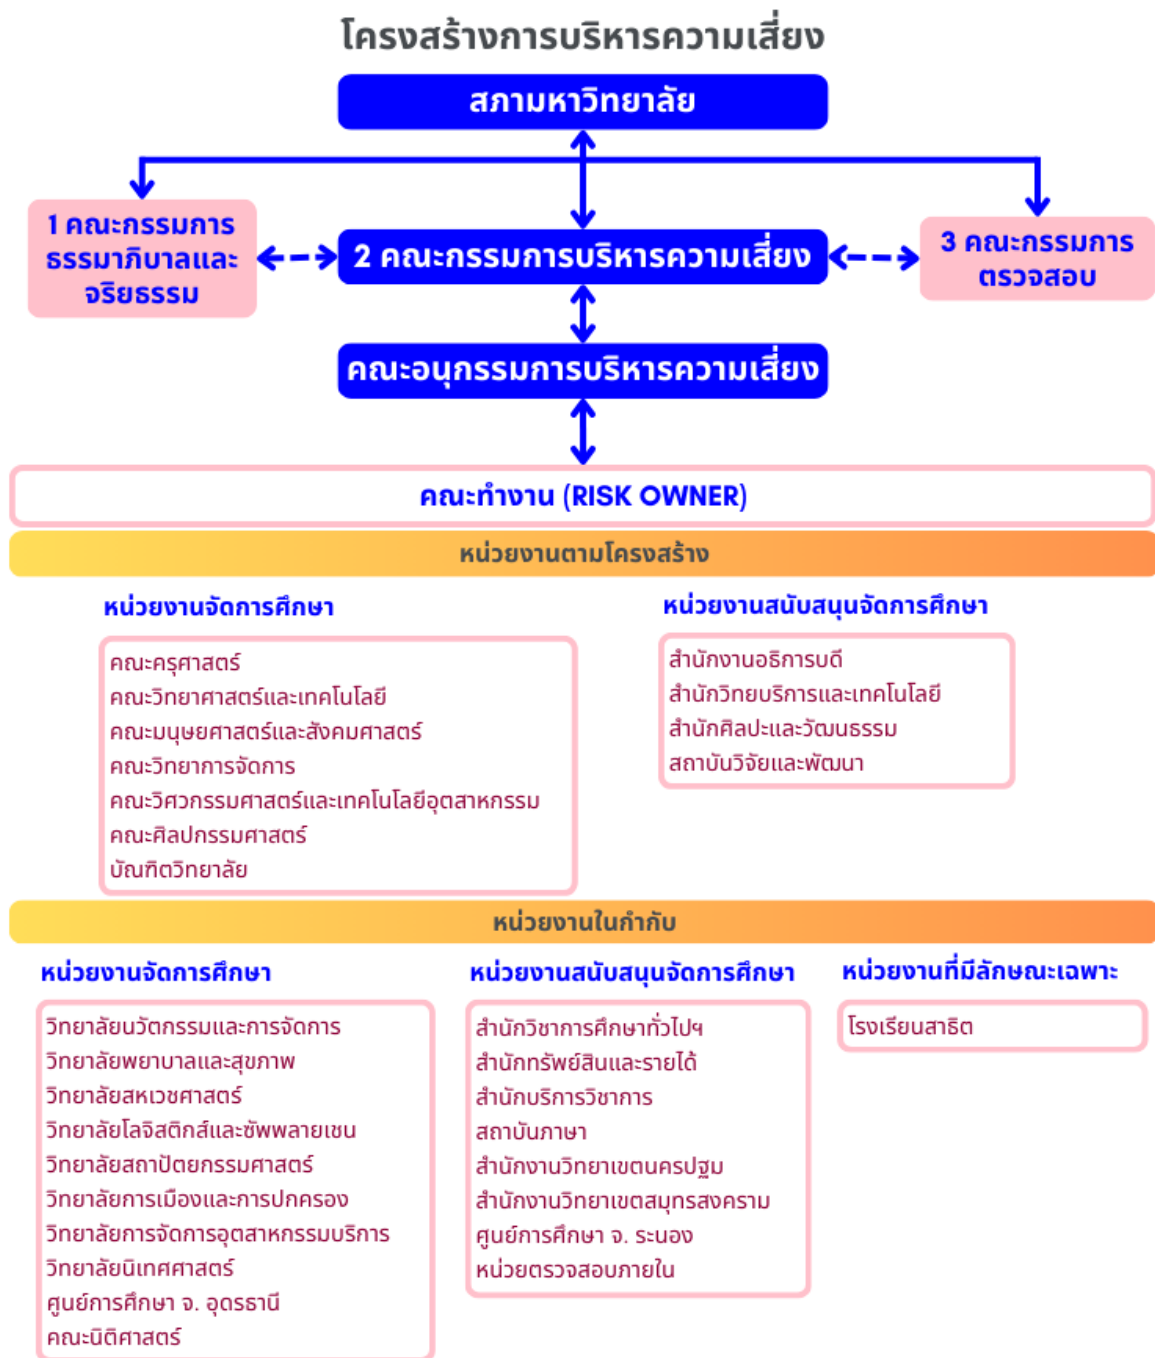 โครงสร้างการบริหารความเสี่ยง
สภามหาวิทยาลัย
1 คณะกรรมการ
ธรรมาภิบาลและ
จริยธรรม
2 คณะกรรมการบริหารความเสี่ยง
3 คณะกรรมการ
ตรวจสอบ
คณะอนุกรรมการบริหารความเสี่ยง
คณะทำงาน (RISK OWNER)
หน่วยงานตามโครงสร้าง
หน่วยงานจัดการศึกษา
คณะครุศาสตร์
คณะวิทยาศาสตร์และเทคโนโลยี
คณะมนุษยศาสตร์และสังคมศาสตร์
คณะวิทยาการจัดการ
คณะวิศวกรรมศาสตร์และเทคโนโลยีอุตสาหกรรม
คณะศิลปกรรมศาสตร์
บัณฑิตวิทยาลัย
หน่วยงานสนับสนุนจัดการศึกษา
สำนักงานอธิการบดี
สำนักวิทยบริการและเทคโนโลยี
สำนักศิลปะและวัฒนธรรม
สถาบันวิจัยและพัฒนา
หน่วยงานในกำกับ
หน่วยงานจัดการศึกษา
วิทยาลัยนวัตกรรมและการจัดการ
วิทยาลัยพยาบาลและสุขภาพ
วิทยาลัยสหเวชศาสตร์
วิทยาลัยโลจิสติกส์และซัพพลายเชน
วิทยาลัยสถาปัตยกรรมศาสตร์
วิทยาลัยการเมืองและการปกครอง
วิทยาลัยการจัดการอุตสาหกรรมบริการ
วิทยาลัยนิเทศศาสตร์
ศูนย์การศึกษา จ. อุดรธานี
คณะนิติศาสตร์
หน่วยงานสนับสนุนจัดการศึกษา
สำนักวิชาการศึกษาทั่วไปฯ
สำนักทรัพย์สินและรายได้
สำนักบริการวิชาการ
สถาบันภาษา
สำนักงานวิทยาเขตนครปฐม
สำนักงานวิทยาเขตสมุทรสงคราม
ศูนย์การศึกษา จ. ระนอง
หน่วยตรวจสอบภายใน
หน่วยงานที่มีลักษณะเฉพาะ
โรงเรียนสาธิต